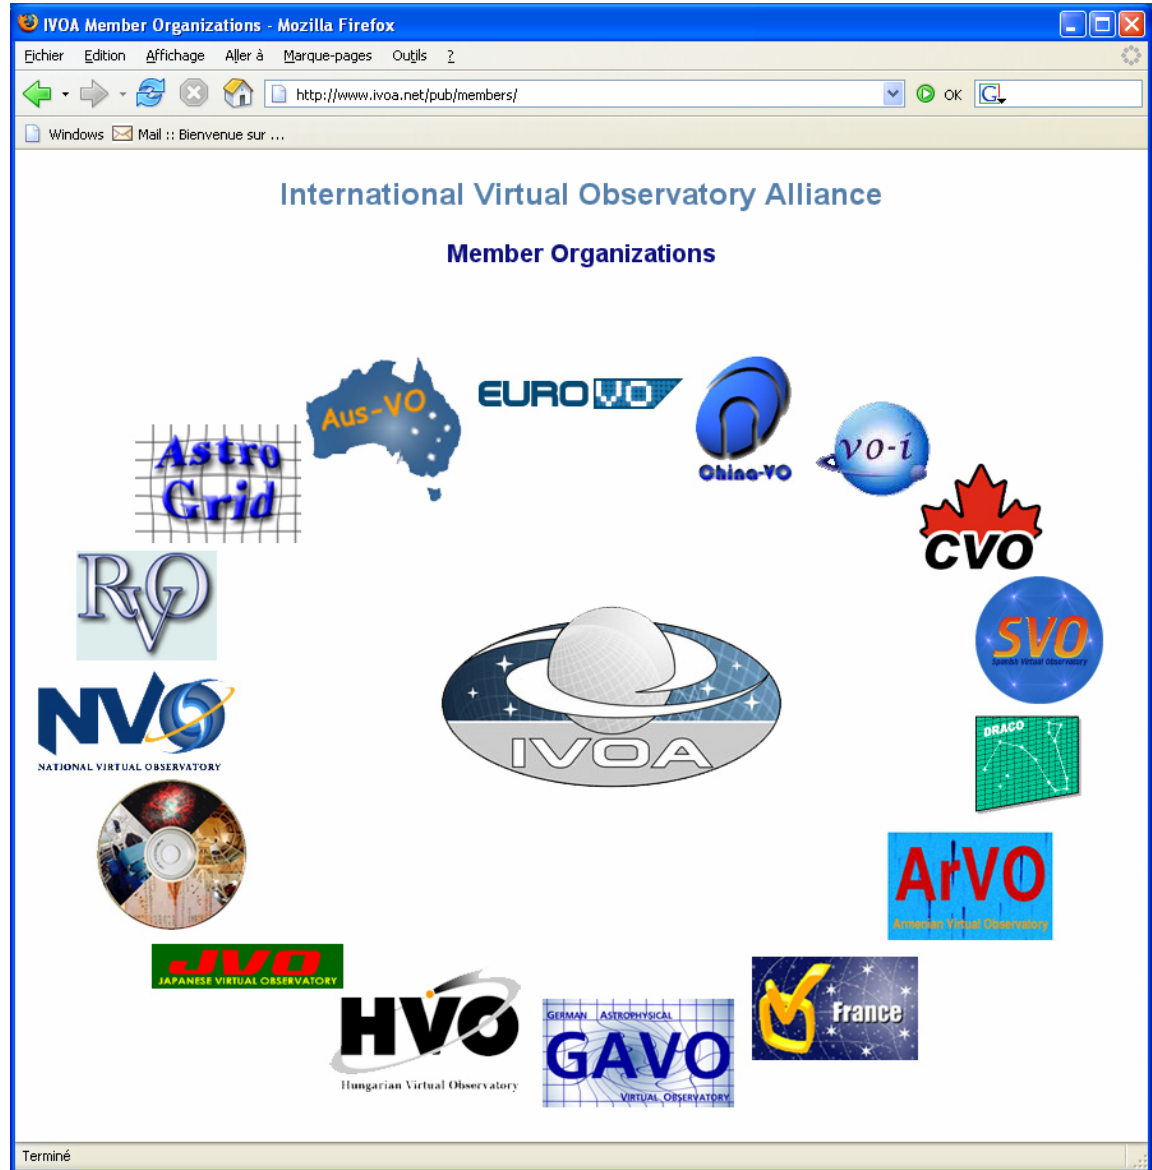 IVOA Member Organizations - Mozilla Firefox
Fichier Edition Affichage Aller à Marque-pages Outils ?
http://www.ivoa.net/pub/members/ OK G
Windows Mail :: Bienvenue sur ...
International Virtual Observatory Alliance
Member Organizations
Aus-VO
EURO VO
China-VO
vo-i
Astro
Grid
CVO
RVO
SVO
Spanish Virtual Observatory
NVO
NATIONAL VIRTUAL OBSERVATORY
IVOA
DRACO
ArVO
Armenian Virtual Observatory
JVO
JAPANESE VIRTUAL OBSERVATORY
HVO
Hungarian Virtual Observatory
GERMAN ASTROPHYSICAL
GAVO
VIRTUAL OBSERVATORY
France
Terminé